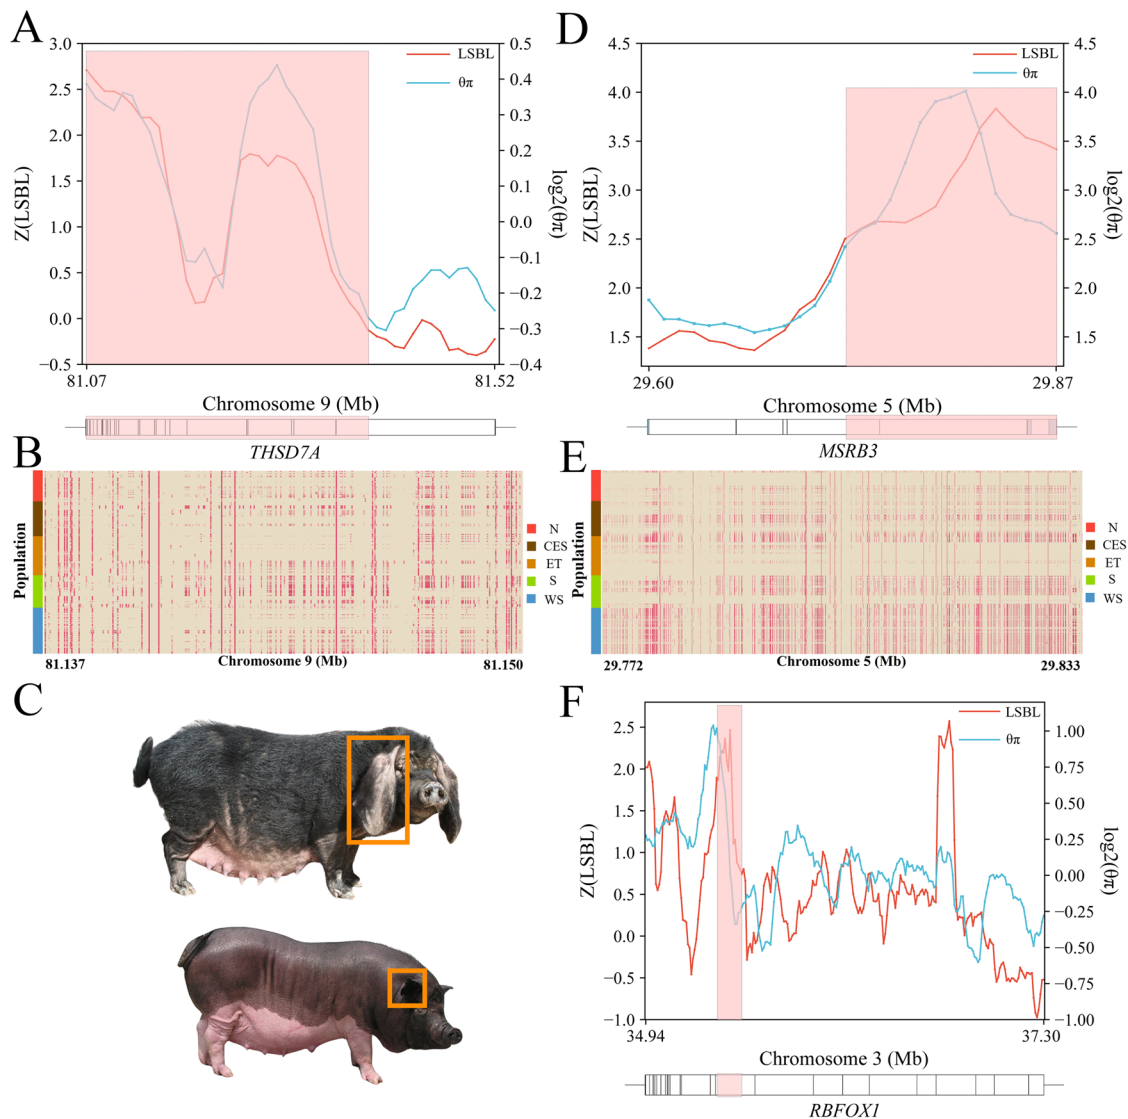 A
3.0
2.5
2.0
1.5
1.0
0.5
0.0
−0.5
Z(LSBL)
0.5
0.4
0.3
0.2
0.1
0.0
−0.1
−0.2
−0.3
−0.4
log2(θπ)
LSBL
θπ
81.07
81.52
Chromosome 9 (Mb)
THSD7A
D
4.5
4.0
3.5
3.0
2.5
2.0
1.5
Z(LSBL)
4.5
4.0
3.5
3.0
2.5
2.0
1.5
log2(θπ)
LSBL
θπ
29.60
29.87
Chromosome 5 (Mb)
MSRB3
B
Population
N
CES
ET
S
WS
81.137
Chromosome 9 (Mb)
81.150
E
Population
N
CES
ET
S
WS
29.772
Chromosome 5 (Mb)
29.833
C
F
2.5
2.0
1.5
1.0
0.5
0.0
−0.5
−1.0
Z(LSBL)
1.00
0.75
0.50
0.25
0.00
−0.25
−0.50
−0.75
−1.00
log2(θπ)
LSBL
θπ
34.94
37.30
Chromosome 3 (Mb)
RBFOX1